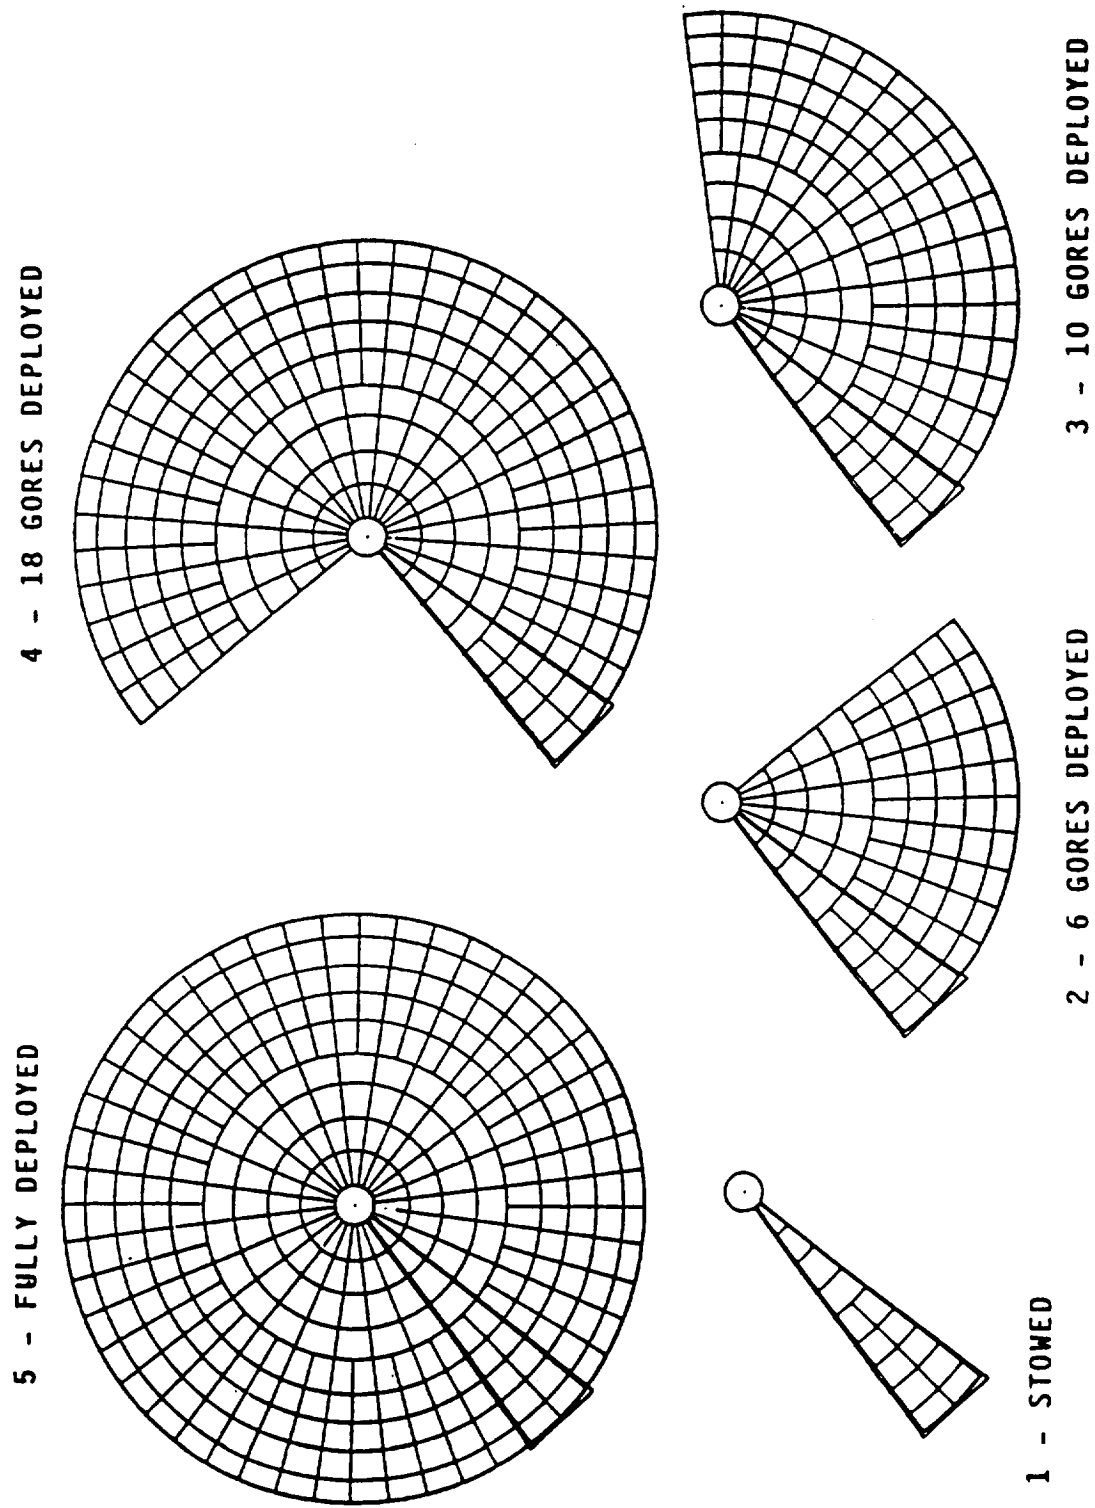 1 - STOWED
2 - 6 GORES DEPLOYED
3 - 10 GORES DEPLOYED
4 - 18 GORES DEPLOYED
5 - FULLY DEPLOYED